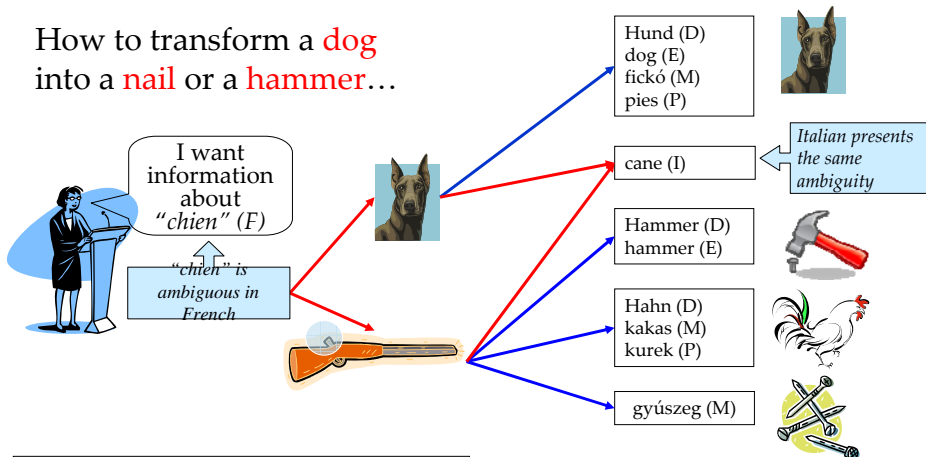 How to transform a dog
into a nail or a hammer…
I want
information
about
“chien” (F)
“chien” is
ambiguous in
French
Hund (D)
dog (E)
fickó (M)
pies (P)
cane (I)
Italian presents
the same
ambiguity
Hammer (D)
hammer (E)
Hahn (D)
kakas (M)
kurek (P)
gyúszeg (M)